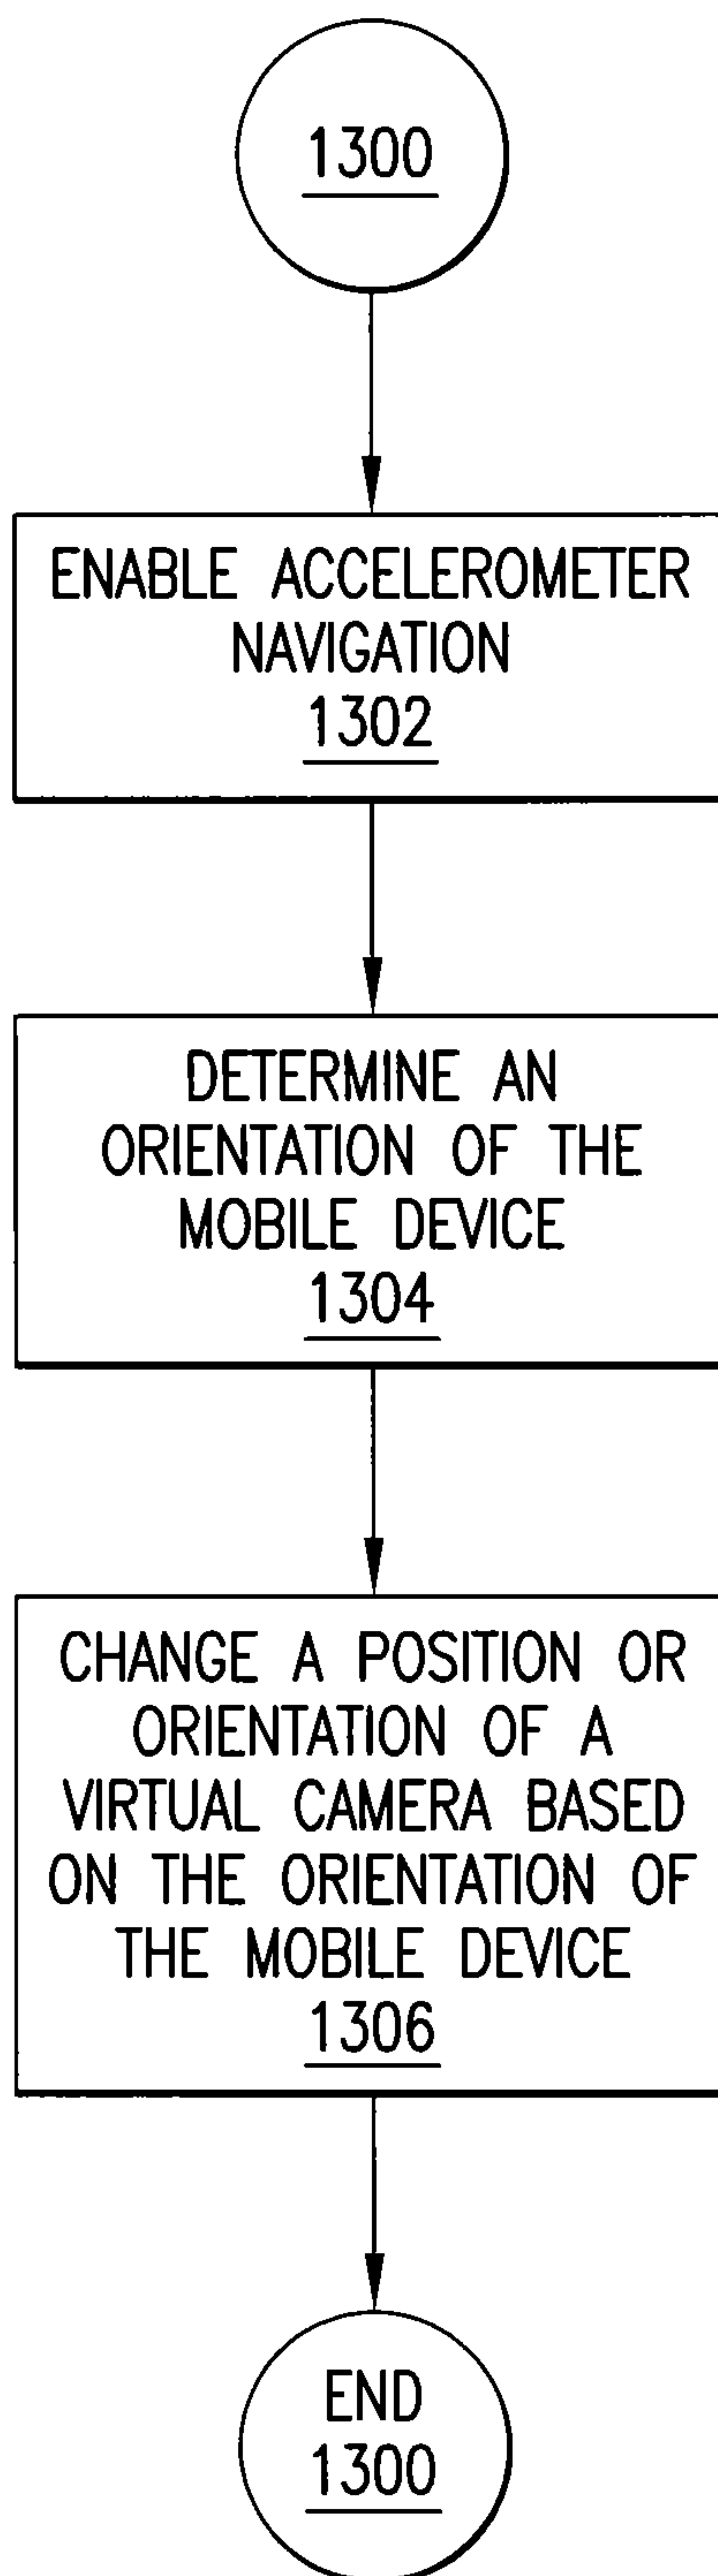 1300
ENABLE ACCELEROMETER
NAVIGATION
1302
DETERMINE AN
ORIENTATION OF THE
MOBILE DEVICE
1304
CHANGE A POSITION OR
ORIENTATION OF A
VIRTUAL CAMERA BASED
ON THE ORIENTATION OF
THE MOBILE DEVICE
1306
END
1300